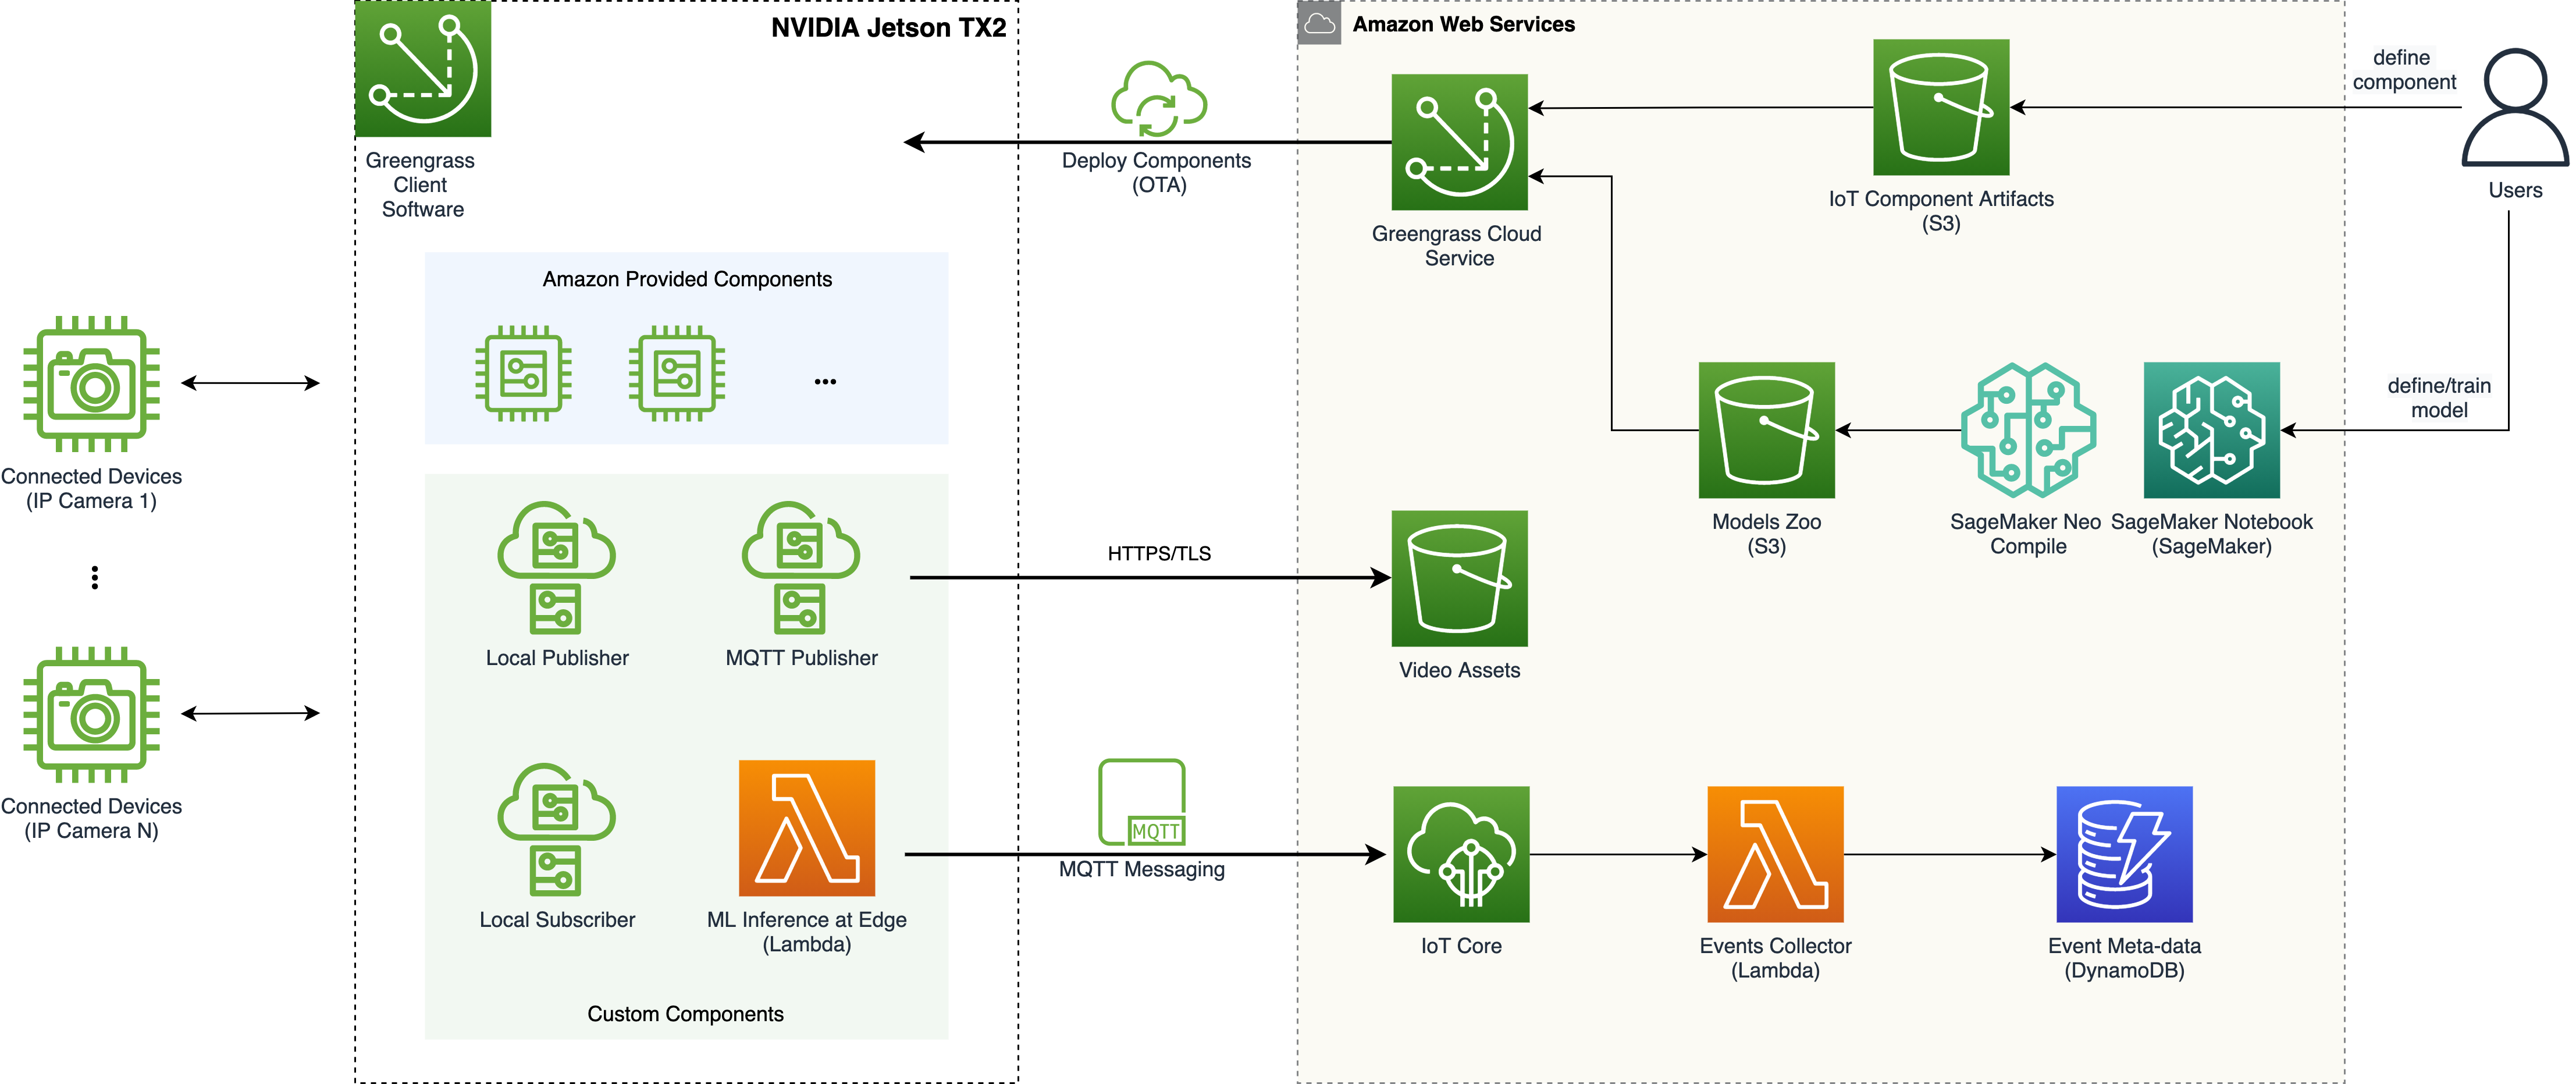 NVIDIA Jetson TX2
Greengrass
Client
Software
Amazon Provided Components
...
Connected Devices
(IP Camera 1)
Connected Devices
(IP Camera N)
Local Publisher
MQTT Publisher
Local Subscriber
ML Inference at Edge
(Lambda)
Custom Components
Deploy Components
(OTA)
HTTPS/TLS
MQTT
MQTT Messaging
Amazon Web Services
Greengrass Cloud
Service
IoT Component Artifacts
(S3)
define
component
Users
define/train
model
Models Zoo
(S3)
SageMaker Neo
Compile
SageMaker Notebook
(SageMaker)
Video Assets
IoT Core
Events Collector
(Lambda)
Event Meta-data
(DynamoDB)